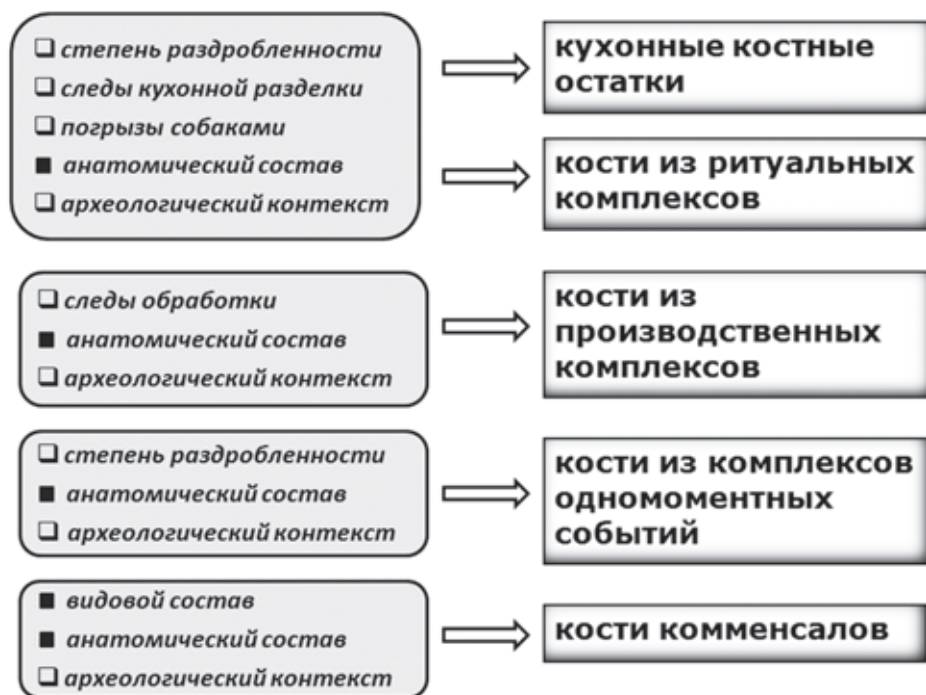 степень раздробленности
следы кухонной разделки
погрызы собаками
анатомический состав
археологический контекст
кухонные костные
остатки
кости из ритуальных
комплексов
следы обработки
анатомический состав
археологический контекст
кости из
производственных
комплексов
степень раздробленности
анатомический состав
археологический контекст
кости из комплексов
одномоментных
событий
видовой состав
анатомический состав
археологический контекст
кости комменсалов